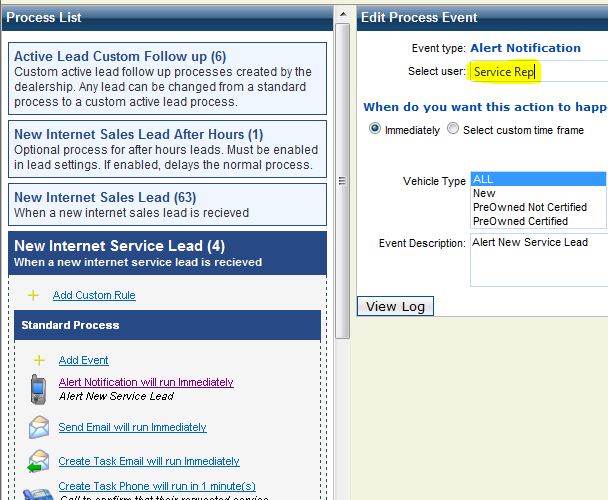 Process List
Active Lead Custom Follow up (6)
Custom active lead follow up processes created by the
dealership. Any lead can be changed from a standard
process to a custom active lead process.
New Internet Sales Lead After Hours (1)
Optional process for after hours leads. Must be enabled
in lead settings. If enabled, delays the normal process.
New Internet Sales Lead (63)
When a new internet sales lead is recieved
New Internet Service Lead (4)
When a new internet service lead is recieved
Add Custom Rule
Standard Process
Add Event
Alert Notification will run Immediately
Alert New Service Lead
Send Email will run Immediately
Create Task Email will run Immediately
Create Task Phone will run in 1 minute(s)
Call to confirm that their requested service
Edit Process Event
Event type: Alert Notification
Select user: Service Rep
When do you want this action to happe
Immediately Select custom time frame
Vehicle Type ALL
New
PreOwned Not Certified
PreOwned Certified
Event Description: Alert New Service Lead
View Log